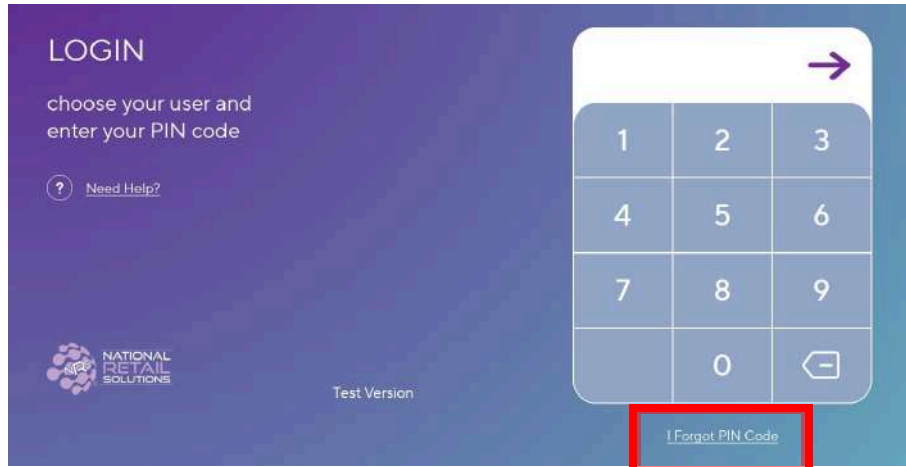 LOGIN
choose your user and
enter your PIN code
? Need Help?
1 2 3
4 5 6
7 8 9
0
NRS
NATIONAL
RETAIL
SOLUTIONS
Test Version
I Forgot PIN Code